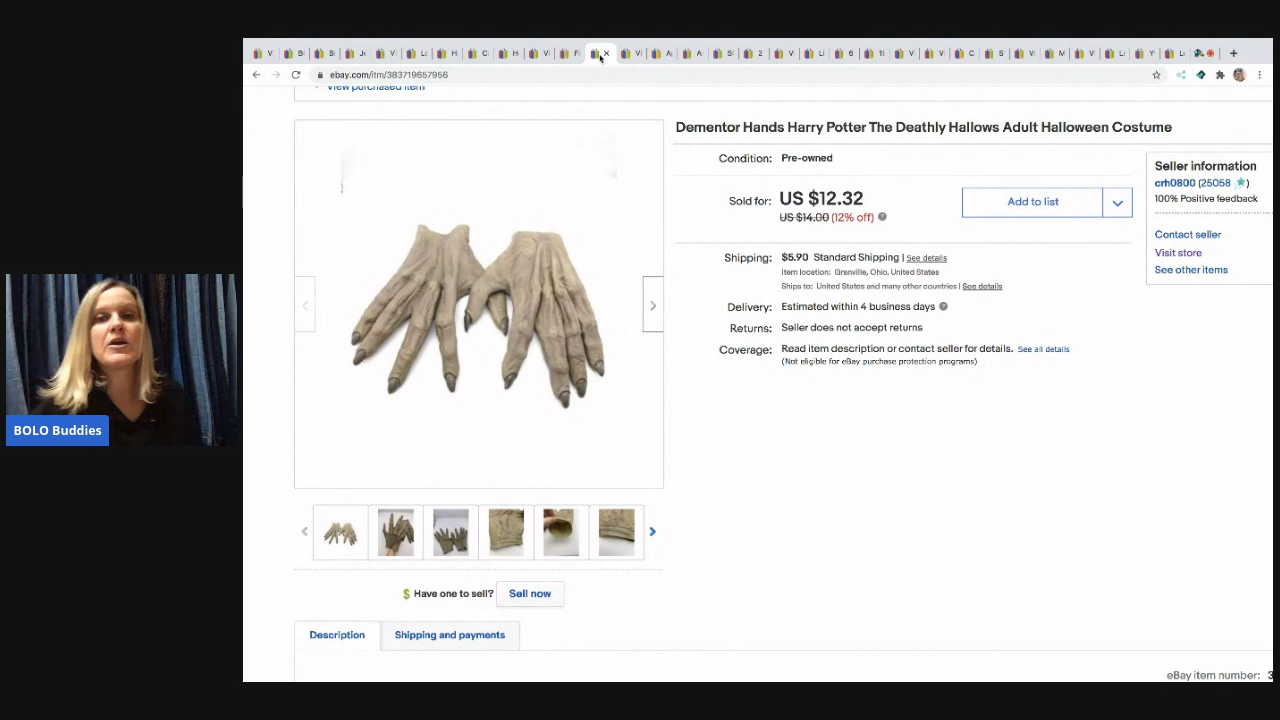 ebay.com/itm/383719657956
View purchased item
Dementor Hands Harry Potter The Deathly Hallows Adult Halloween Costume
Condition: Pre-owned
Sold for: US $12.32
US $14.00 (12% off)
Add to list
Shipping: $5.90 Standard Shipping | See details
Item location: Granville, Ohio, United States
Ships to: United States and many other countries | See details
Delivery: Estimated within 4 business days
Returns: Seller does not accept returns
Coverage: Read item description or contact seller for details. See all details
(Not eligible for eBay purchase protection programs)
Seller information
crh0800 (25058)
100% Positive feedback
Contact seller
Visit store
See other items
BOLO Buddies
$ Have one to sell? Sell now
Description
Shipping and payments
eBay item number: 3